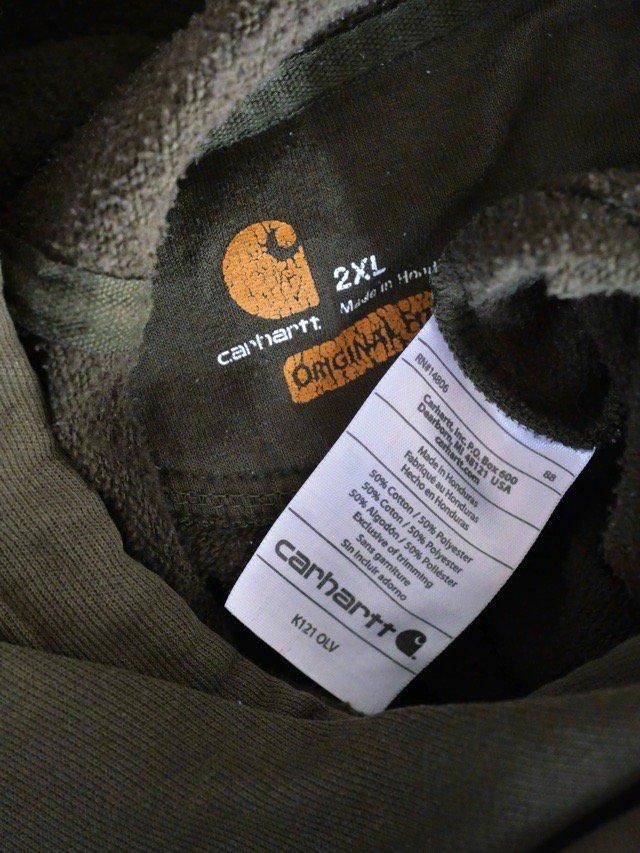 2XL
Made in
carhartt
ORIGINAL
RN#14806
Carhartt, Inc. P.O. Box 600
Dearborn, MI 48121 USA
carhartt.com
88
Made in Honduras
Fabriqué au Honduras
Hecho en Honduras
50% Cotton / 50% Polyester
50% Coton / 50% Polyester
50% Algodón / 50% Poliéster
Exclusive of trimming
Sans garniture
Sin incluir adorno
carhartt
K121 OLV